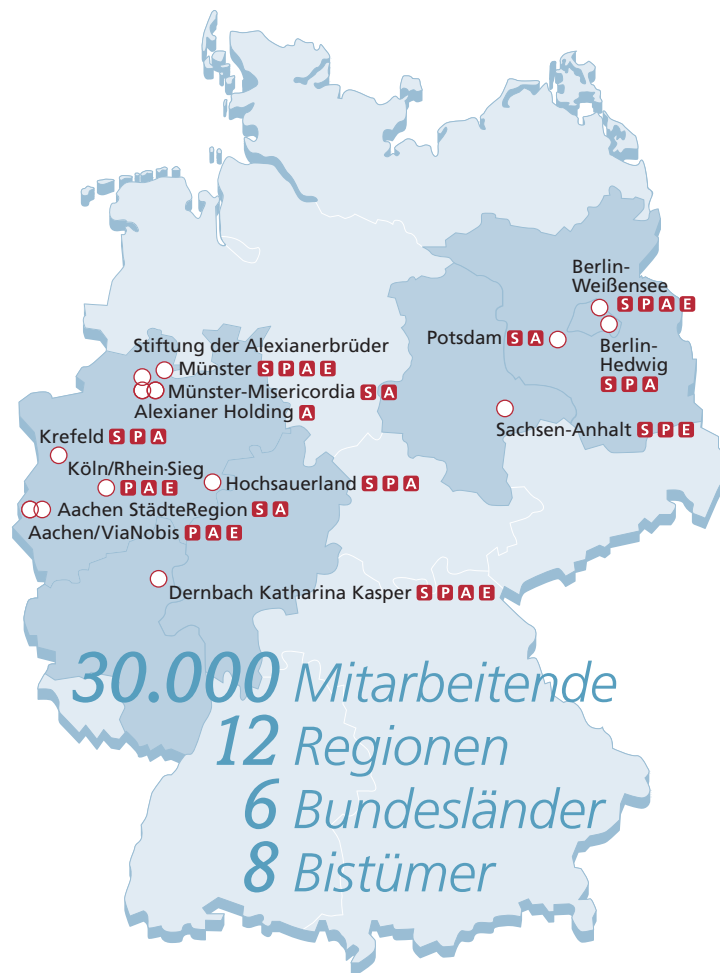 Berlin-
Weißensee
S P A E
Potsdam S A
Berlin-
Hedwig
S P A
Stiftung der Alexianerbrüder
Münster S P A E
Münster-Misericordia S A
Alexianer Holding A
Sachsen-Anhalt S P E
Krefeld S P A
Köln/Rhein-Sieg
P A E
Hochsauerland S P A
Aachen StädteRegion S A
Aachen/ViaNobis P A E
Dernbach Katharina Kasper S P A E
30.000 Mitarbeitende
12 Regionen
6 Bundesländer
8 Bistümer